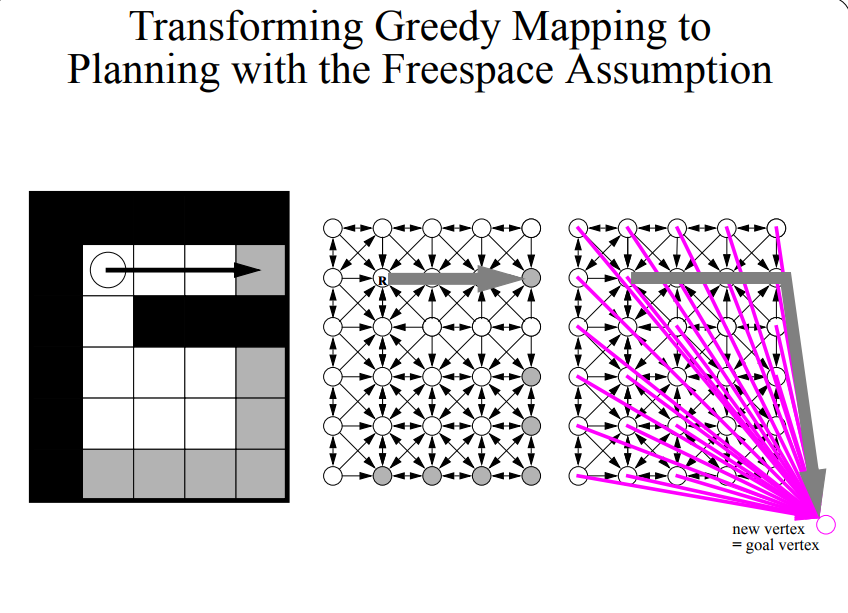 Transforming Greedy Mapping to
Planning with the Freespace Assumption
R
new vertex
= goal vertex